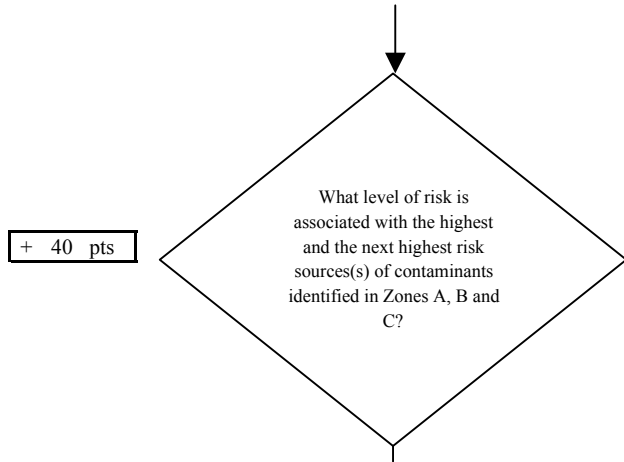 What level of risk is
associated with the highest
and the next highest risk
+ 40 pts
sources(s) of contaminants
identified in Zones A, B and
C?